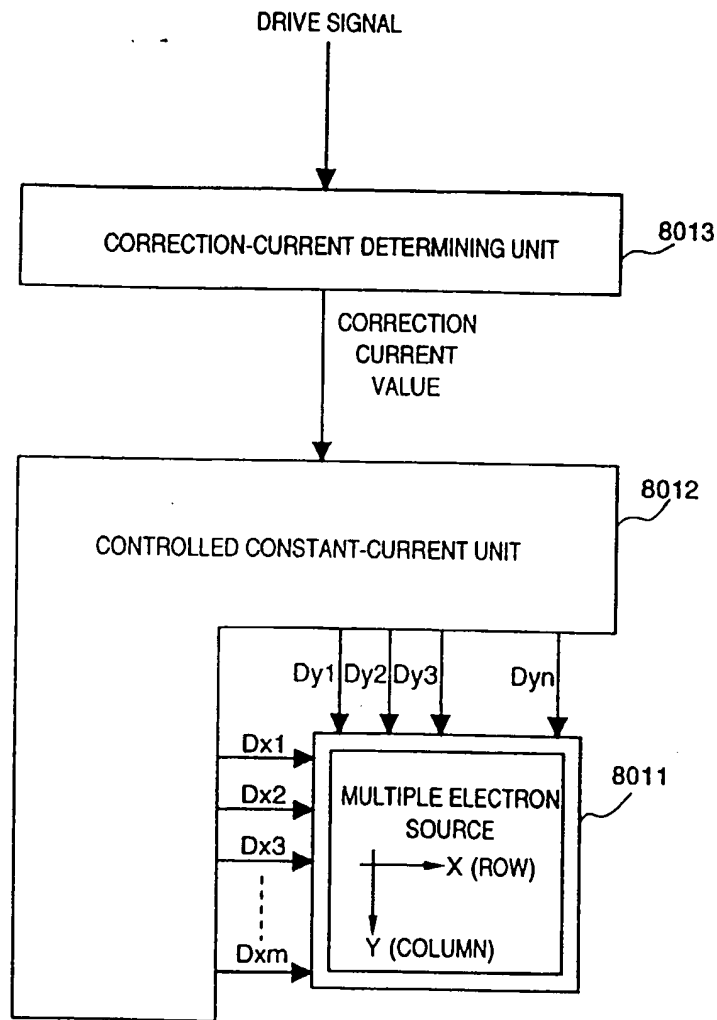 DRIVE SIGNAL
CORRECTION-CURRENT DETERMINING UNIT
8013
CORRECTION
CURRENT
VALUE
8012
CONTROLLED CONSTANT-CURRENT UNIT
Dy1 Dy2 Dy3 Dyn
Dx1
Dx2
Dx3
Dxm
8011
MULTIPLE ELECTRON
SOURCE
X (ROW)
Y (COLUMN)